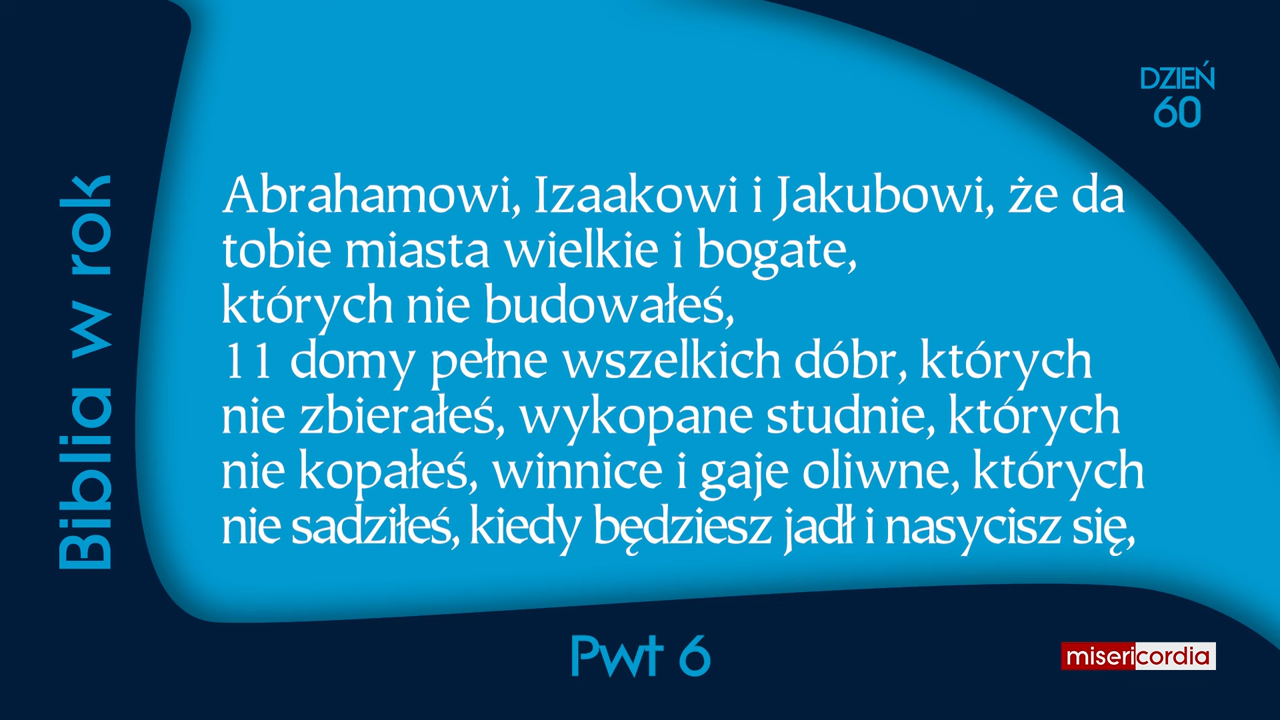 DZIEŃ
60
Biblia w rok
Abrahamowi, Izaakowi i Jakubowi, że da
tobie miasta wielkie i bogate,
których nie budowałeś,
11 domy pełne wszelkich dóbr, których
nie zbierałeś, wykopane studnie, których
nie kopałeś, winnice i gaje oliwne, których
nie sadziłeś, kiedy będziesz jadł i nasycisz się,
Pwt 6
misericordia